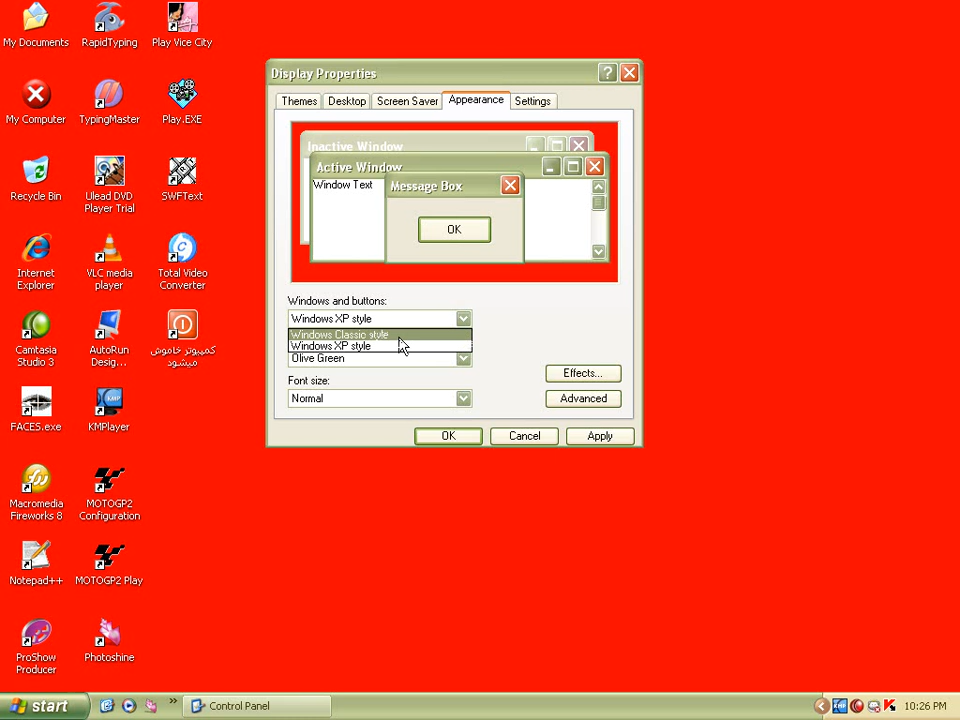 My Documents
RapidTyping
Play Vice City
My Computer
TypingMaster
Play.EXE
Recycle Bin
Ulead DVD
Player Trial
SWFText
Internet
Explorer
VLC media
player
Total Video
Converter
Camtasia
Studio 3
AutoRun
Desig...
کمپیوتر خاموش
میشود
FACES.exe
KMPlayer
Macromedia
Fireworks 8
MOTOGP2
Configuration
Notepad++
MOTOGP2 Play
ProShow
Producer
Photoshine
Display Properties
Themes
Desktop
Screen Saver
Appearance
Settings
Inactive Window
Active Window
Window Text
Message Box
OK
Windows and buttons:
Windows XP style
Windows Classic style
Windows XP style
Olive Green
Font size:
Normal
Effects...
Advanced
OK
Cancel
Apply
start
Control Panel
10:26 PM